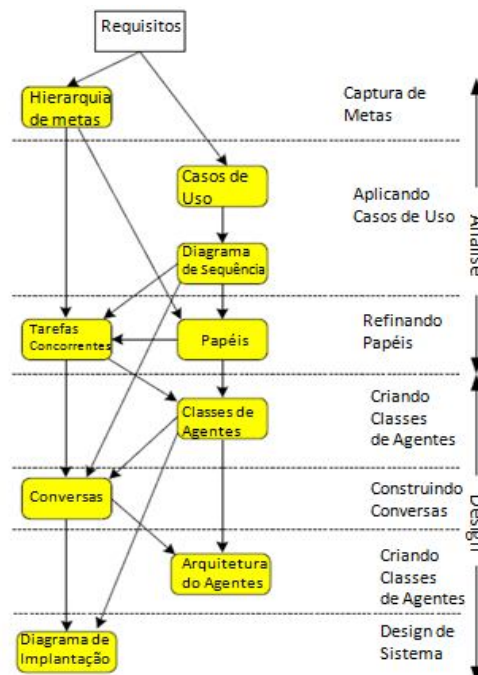 Requisitos
Hierarquia
de metas
Captura de
Metas
Casos de
Uso
Aplicando
Casos de Uso
Análise
Diagrama
de Sequência
Tarefas
Concorrentes
Papéis
Refinando
Papéis
Classes de
Agentes
Criando
Classes
de Agentes
Conversas
Construindo
Conversas
Design
Arquitetura
do Agentes
Criando
Classes
de Agentes
Diagrama de
Implantação
Design de
Sistema